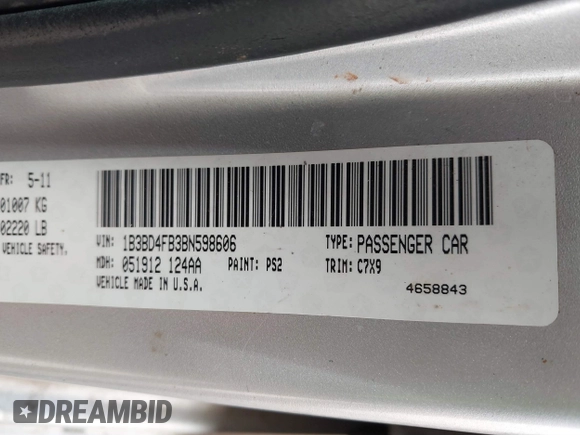 FR: 5-11
01007 KG
02220 LB
VEHICLE SAFETY.
VIN: 1B3BD4FB3BN598606
TYPE: PASSENGER CAR
MDH: 051912 124AA
PAINT: PS2
TRIM: C7X9
VEHICLE MADE IN U.S.A.
4658843
$DREAMBID